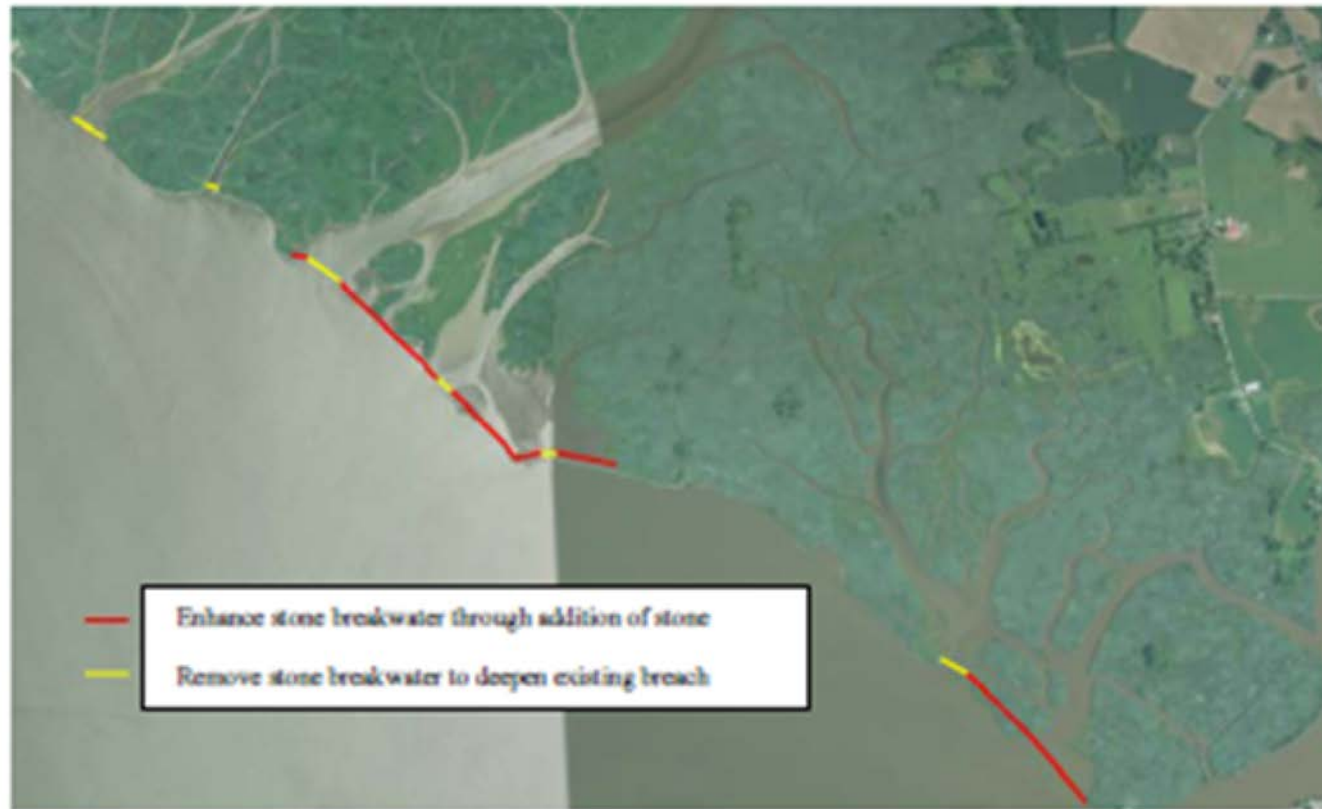 Enhance stone breakwater through addition of stone
Remove stone breakwater to deepen existing breach